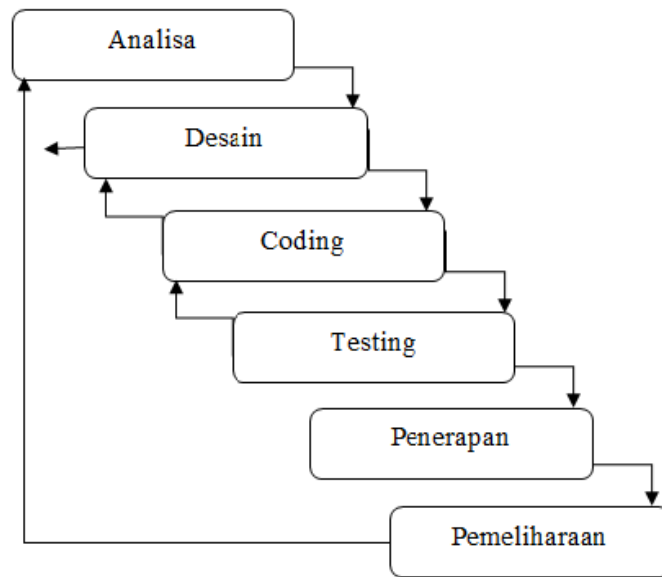 Analisa
Desain
Coding
Testing
Penerapan
Pemeliharaan